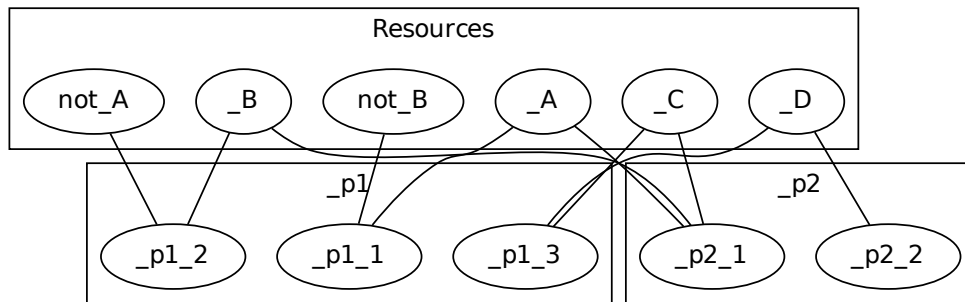 Resources
not_A _B not_B _A _C _D
_p1 _p2
_p1_2 _p1_1 _p1_3 _p2_1 _p2_2